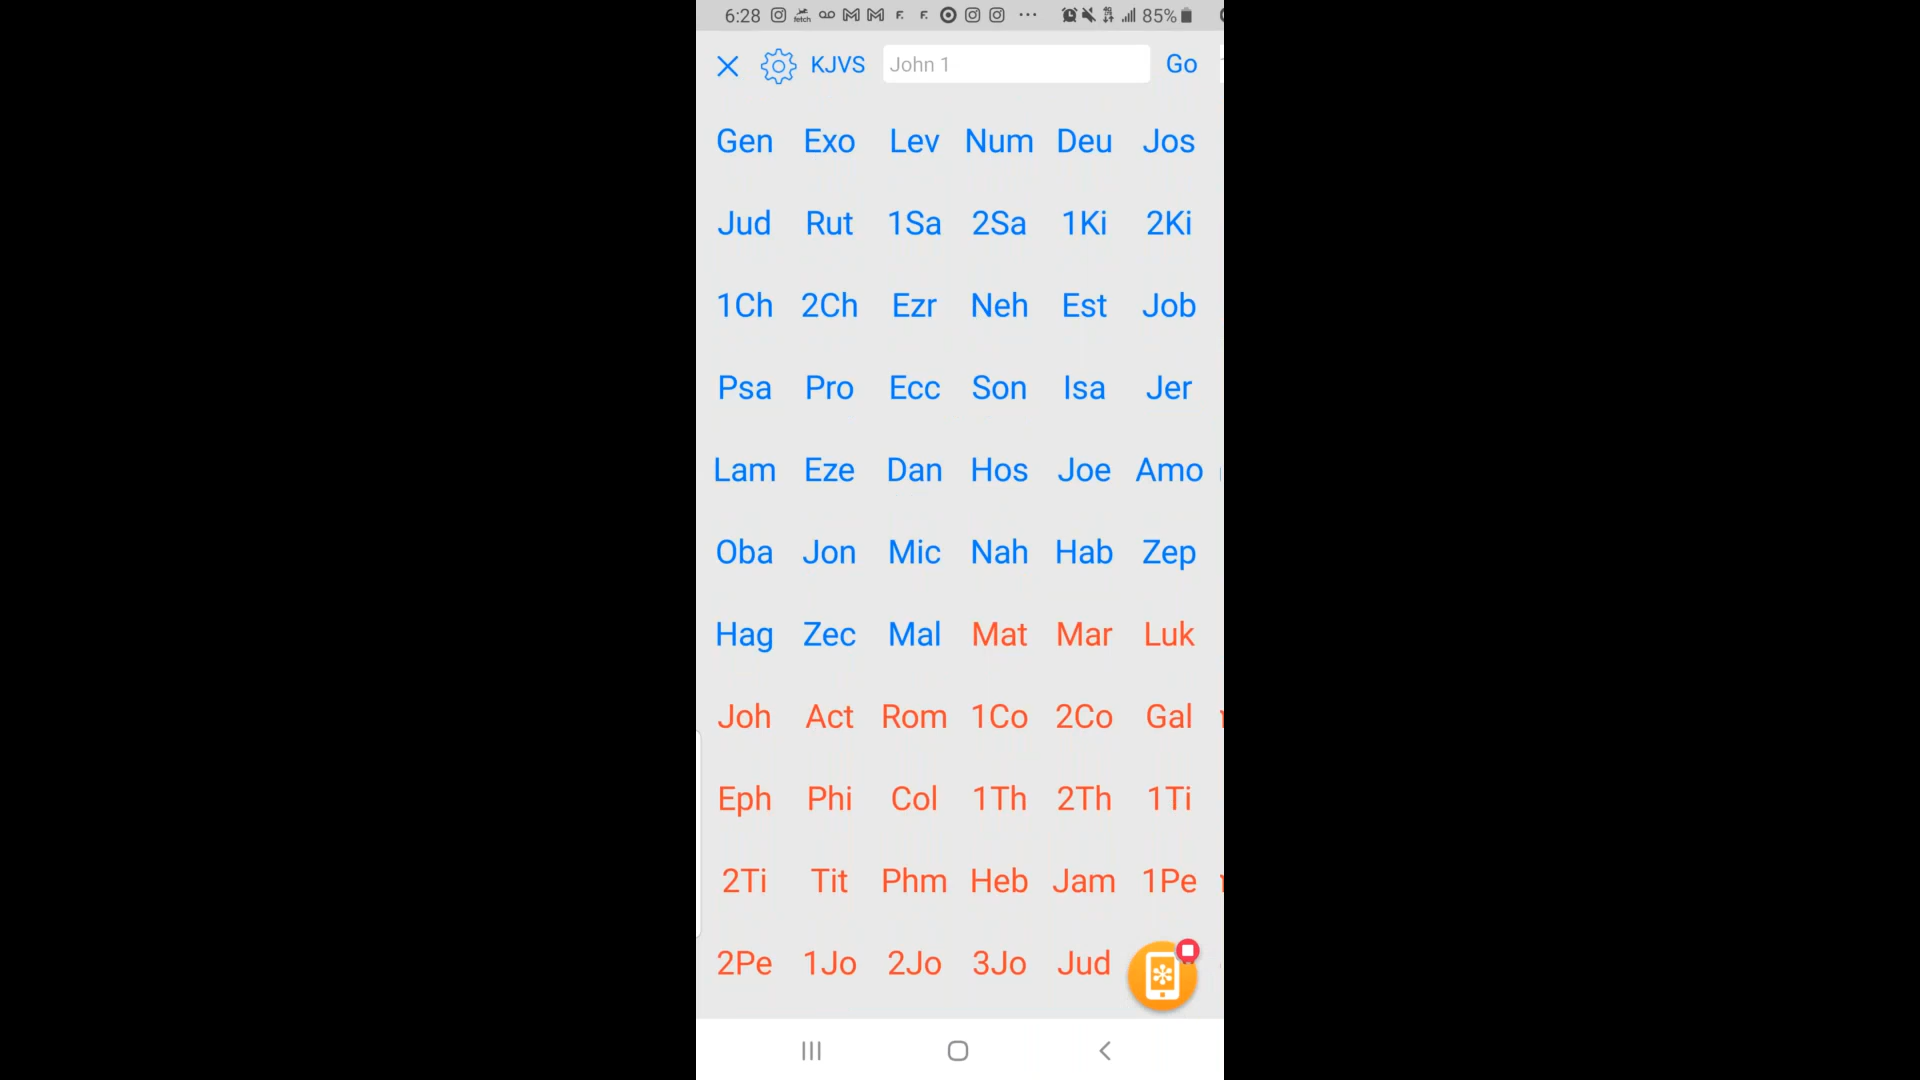 6:28 fetch 85%
KJVS John 1 Go
Gen Exo Lev Num Deu Jos
Jud Rut 1Sa 2Sa 1Ki 2Ki
1Ch 2Ch Ezr Neh Est Job
Psa Pro Ecc Son Isa Jer
Lam Eze Dan Hos Joe Amo
Oba Jon Mic Nah Hab Zep
Hag Zec Mal Mat Mar Luk
Joh Act Rom 1Co 2Co Gal
Eph Phi Col 1Th 2Th 1Ti
2Ti Tit Phm Heb Jam 1Pe
2Pe 1Jo 2Jo 3Jo Jud